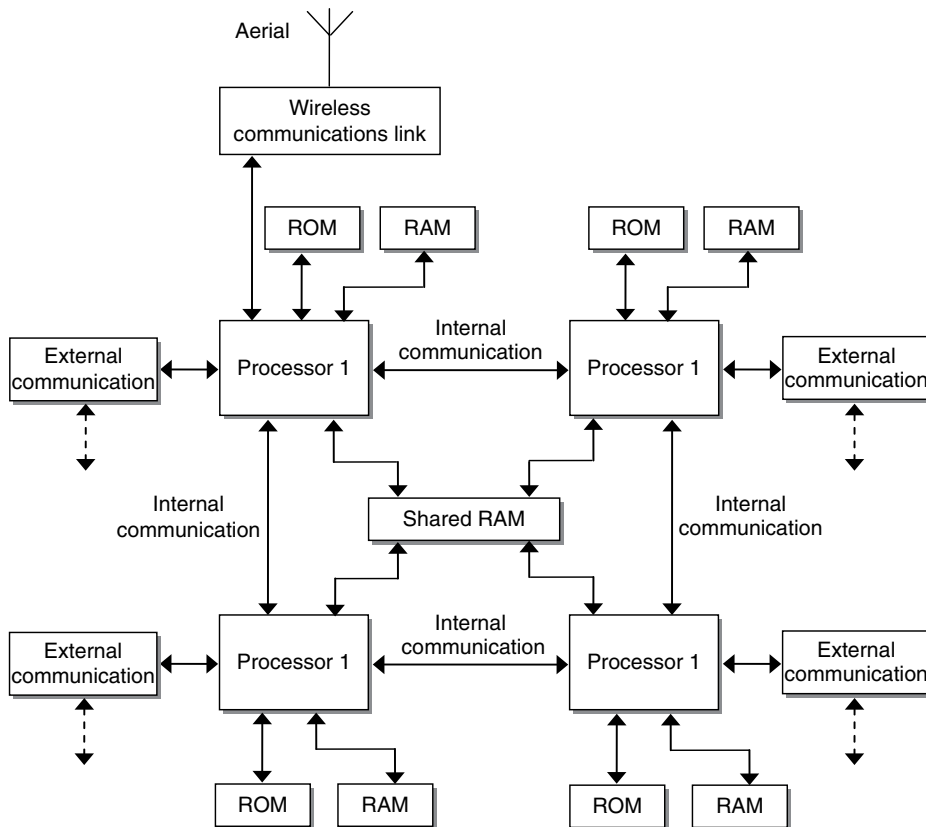 Aerial
Wireless
communications link
ROM
RAM
ROM
RAM
External
communication
Processor 1
Internal
communication
Processor 1
External
communication
Internal
communication
Shared RAM
Internal
communication
External
communication
Processor 1
Internal
communication
Processor 1
External
communication
ROM
RAM
ROM
RAM